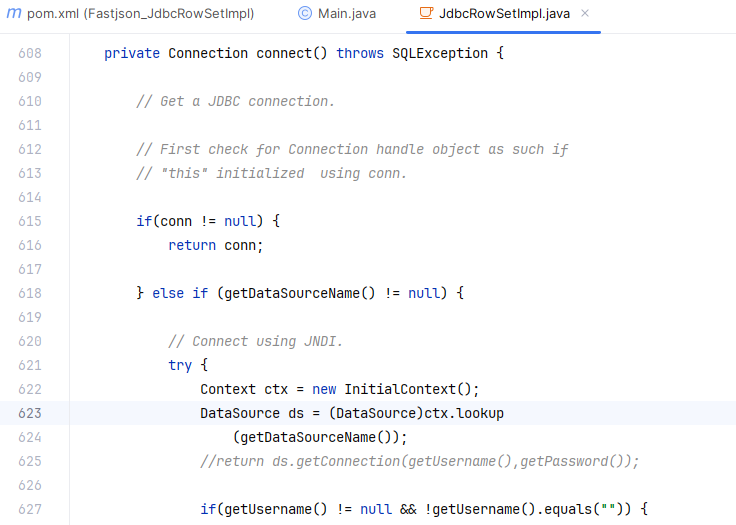 pom.xml (Fastjson_JdbcRowSetImpl) Main.java JdbcRowSetImpl.java
608 private Connection connect() throws SQLException {
609
610 // Get a JDBC connection.
611
612 // First check for Connection handle object as such if
613 // "this" initialized  using conn.
614
615 if(conn != null) {
616 return conn;
617
618 } else if (getDataSourceName() != null) {
619
620 // Connect using JNDI.
621 try {
622 Context ctx = new InitialContext();
623 DataSource ds = (DataSource)ctx.lookup
624 (getDataSourceName());
625 //return ds.getConnection(getUsername(),getPassword());
626
627 if(getUsername() != null && !getUsername().equals("")) {